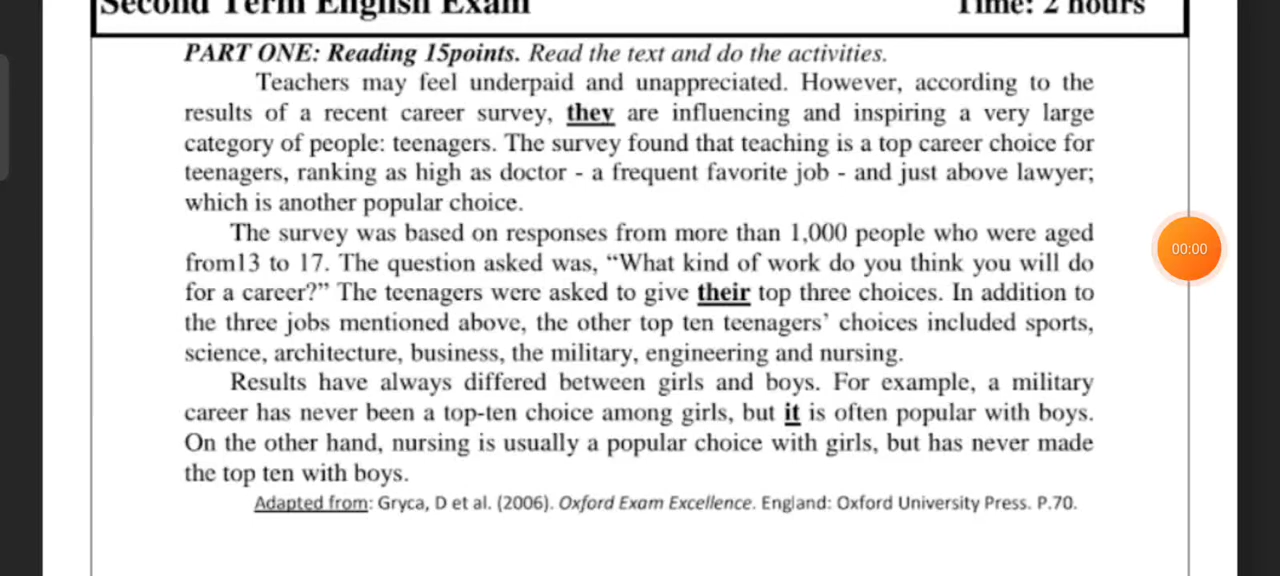 Second Term English Exam Time: 2 hours
PART ONE: Reading 15points. Read the text and do the activities.
Teachers may feel underpaid and unappreciated. However, according to the
results of a recent career survey, they are influencing and inspiring a very large
category of people: teenagers. The survey found that teaching is a top career choice for
teenagers, ranking as high as doctor - a frequent favorite job - and just above lawyer;
which is another popular choice.
The survey was based on responses from more than 1,000 people who were aged
from13 to 17. The question asked was, “What kind of work do you think you will do
for a career?” The teenagers were asked to give their top three choices. In addition to
the three jobs mentioned above, the other top ten teenagers’ choices included sports,
science, architecture, business, the military, engineering and nursing.
Results have always differed between girls and boys. For example, a military
career has never been a top-ten choice among girls, but it is often popular with boys.
On the other hand, nursing is usually a popular choice with girls, but has never made
the top ten with boys.
Adapted from: Gryca, D et al. (2006). Oxford Exam Excellence. England: Oxford University Press. P.70.
00:00